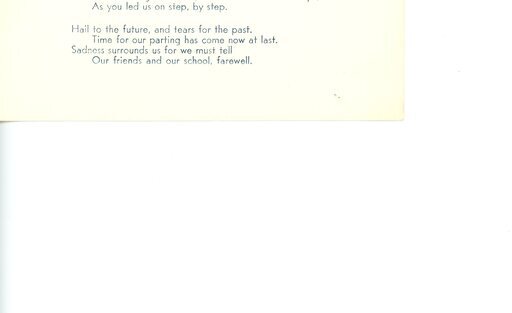 As you led us on step, by step.
Hail to the future, and tears for the past.
Time for our parting has come now at last.
Sadness surrounds us for we must tell
Our friends and our school, farewell.